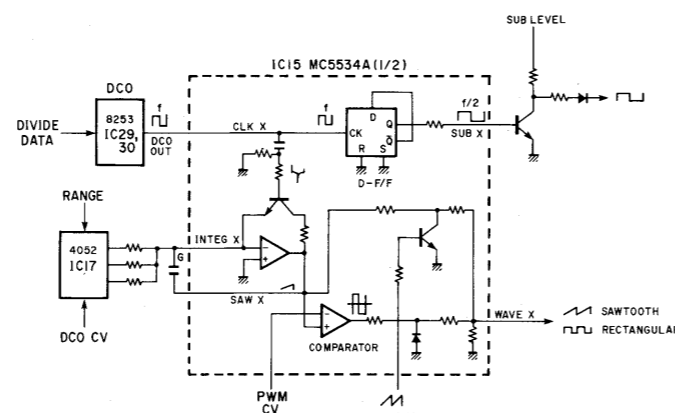 SUB LEVEL
IC15 MC5534A(1/2)
DCO
8253
IC29,
30
f
DIVIDE
DATA
DCO
OUT
CLK X
f
D
CK
Q
Q̅
R
S
D-F/F
f/2
SUB X
RANGE
4052
IC17
INTEG X
G
−
+
SAW X
DCO CV
−
+
COMPARATOR
WAVE X
SAWTOOTH
RECTANGULAR
PWM
CV